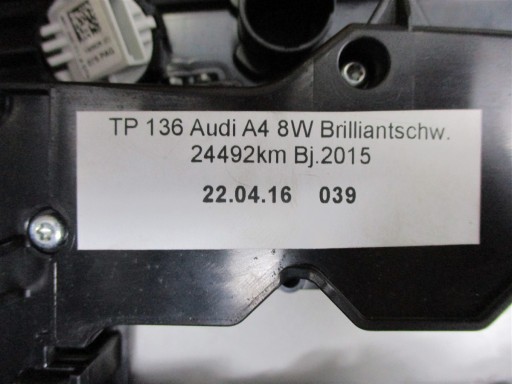 TP 136 Audi A4 8W Brilliantschw.
24492km Bj.2015
22.04.16 039